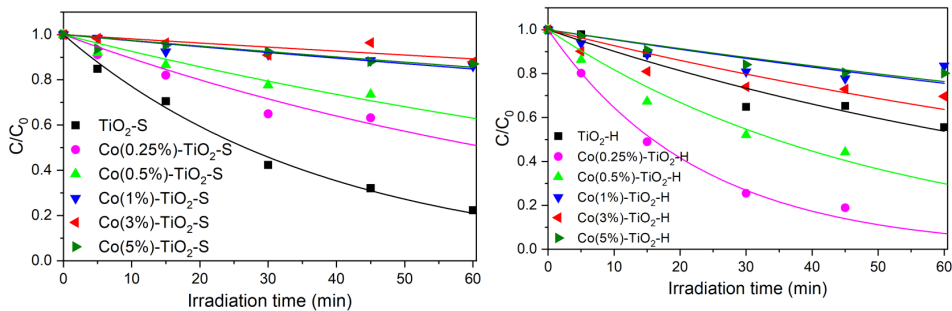 C/C₀
1.0
0.8
0.6
0.4
0.2
0.0
TiO₂-S
Co(0.25%)-TiO₂-S
Co(0.5%)-TiO₂-S
Co(1%)-TiO₂-S
Co(3%)-TiO₂-S
Co(5%)-TiO₂-S
0 10 20 30 40 50 60
Irradiation time (min)
C/C₀
1.0
0.8
0.6
0.4
0.2
0.0
TiO₂-H
Co(0.25%)-TiO₂-H
Co(0.5%)-TiO₂-H
Co(1%)-TiO₂-H
Co(3%)-TiO₂-H
Co(5%)-TiO₂-H
0 10 20 30 40 50 60
Irradiation time (min)